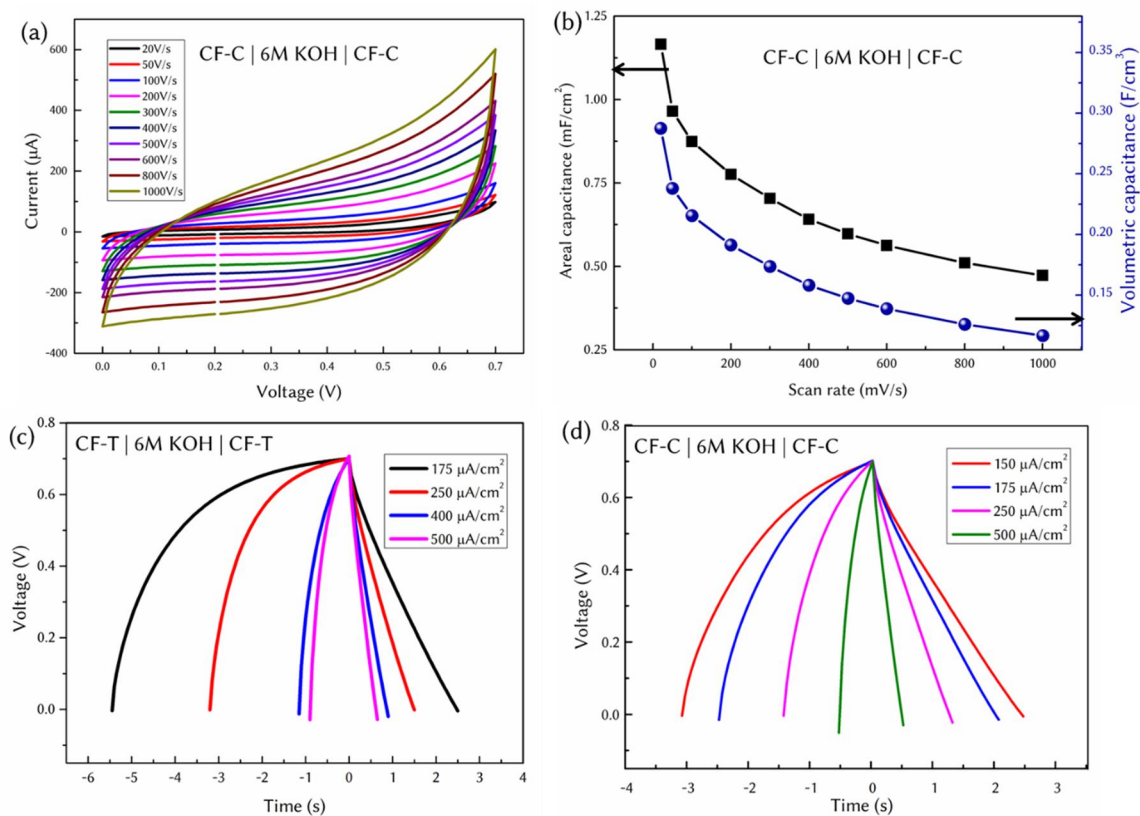 (a)
CF-C | 6M KOH | CF-C
20V/s
50V/s
100V/s
200V/s
300V/s
400V/s
500V/s
600V/s
800V/s
1000V/s
600
400
200
0
-200
-400
Current (µA)
0.0 0.1 0.2 0.2 0.3 0.4 0.5 0.6 0.7
Voltage (V)
(b)
CF-C | 6M KOH | CF-C
1.25
1.00
0.75
0.50
0.25
Areal capacitance (mF/cm²)
0.35
0.30
0.25
0.20
0.15
Volumetric capacitance (F/cm³)
0 200 400 600 800 1000
Scan rate (mV/s)
(c)
CF-T | 6M KOH | CF-T
175 µA/cm²
250 µA/cm²
400 µA/cm²
500 µA/cm²
0.8
0.6
0.4
0.2
0.0
Voltage (V)
-6 -5 -4 -3 -2 -1 0 1 2 3 4
Time (s)
(d)
CF-C | 6M KOH | CF-C
150 µA/cm²
175 µA/cm²
250 µA/cm²
500 µA/cm²
0.8
0.6
0.4
0.2
0.0
Voltage (V)
-4 -3 -2 -1 0 1 2 3
Time (s)